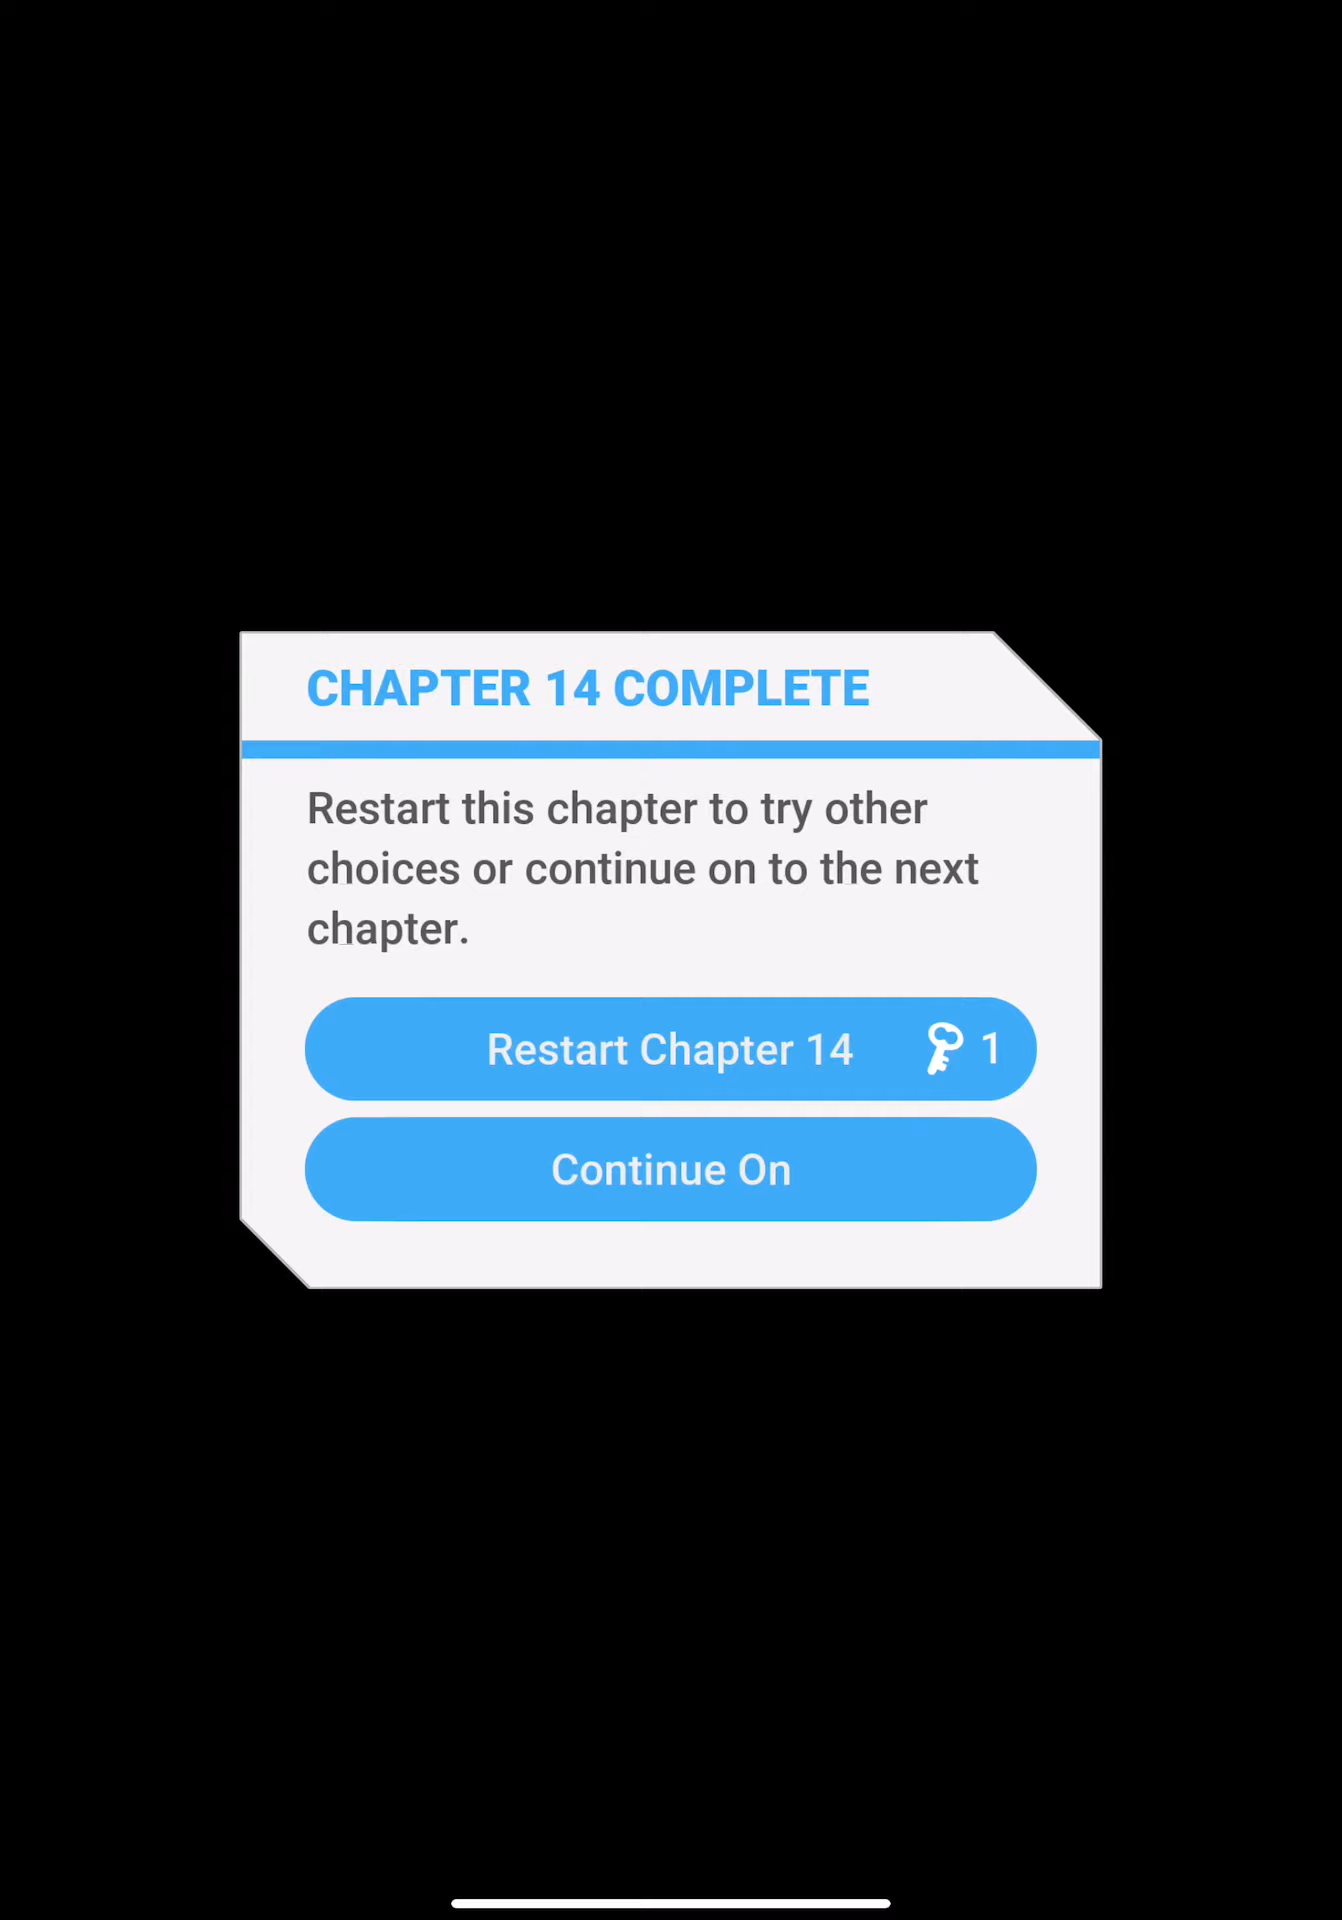 CHAPTER 14 COMPLETE
Restart this chapter to try other
choices or continue on to the next
chapter.
Restart Chapter 14 1
Continue On